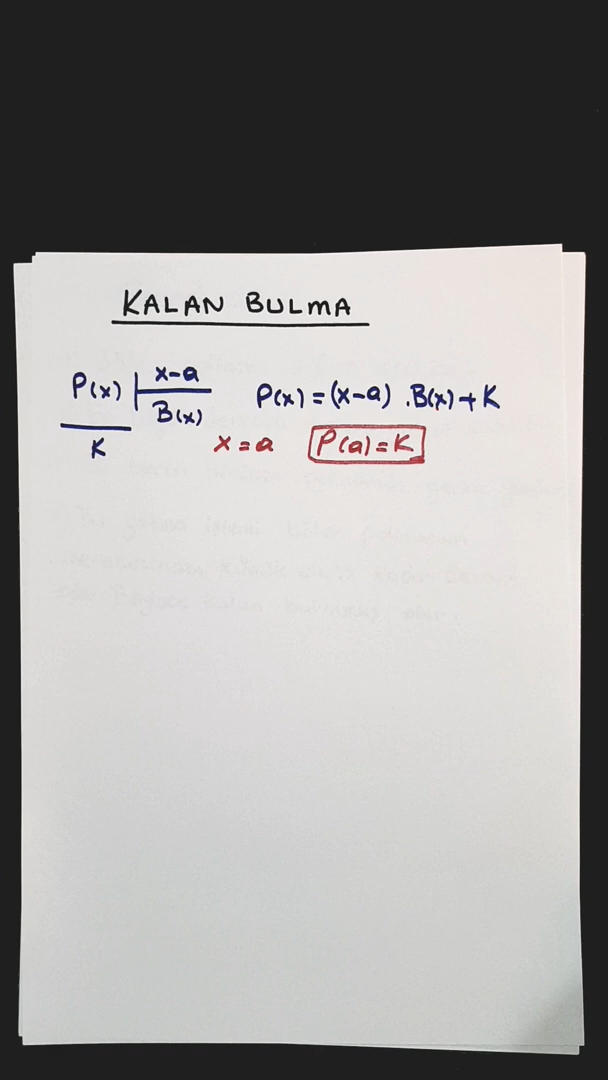 KALAN BULMA
P(x) | x-a
B(x)
K
P(x) = (x-a) . B(x) + K
x = a P(a) = K